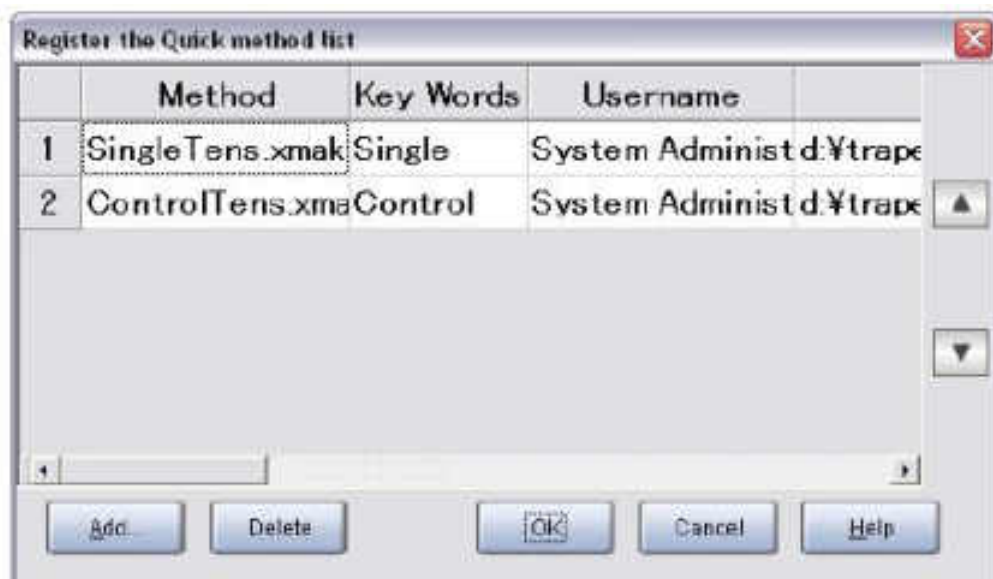 Register the Quick method list
Method Key Words Username
1 SingleTens.xmak Single System Administ d:¥trape
2 ControlTens.xma Control System Administ d:¥trape
Add... Delete OK Cancel Help